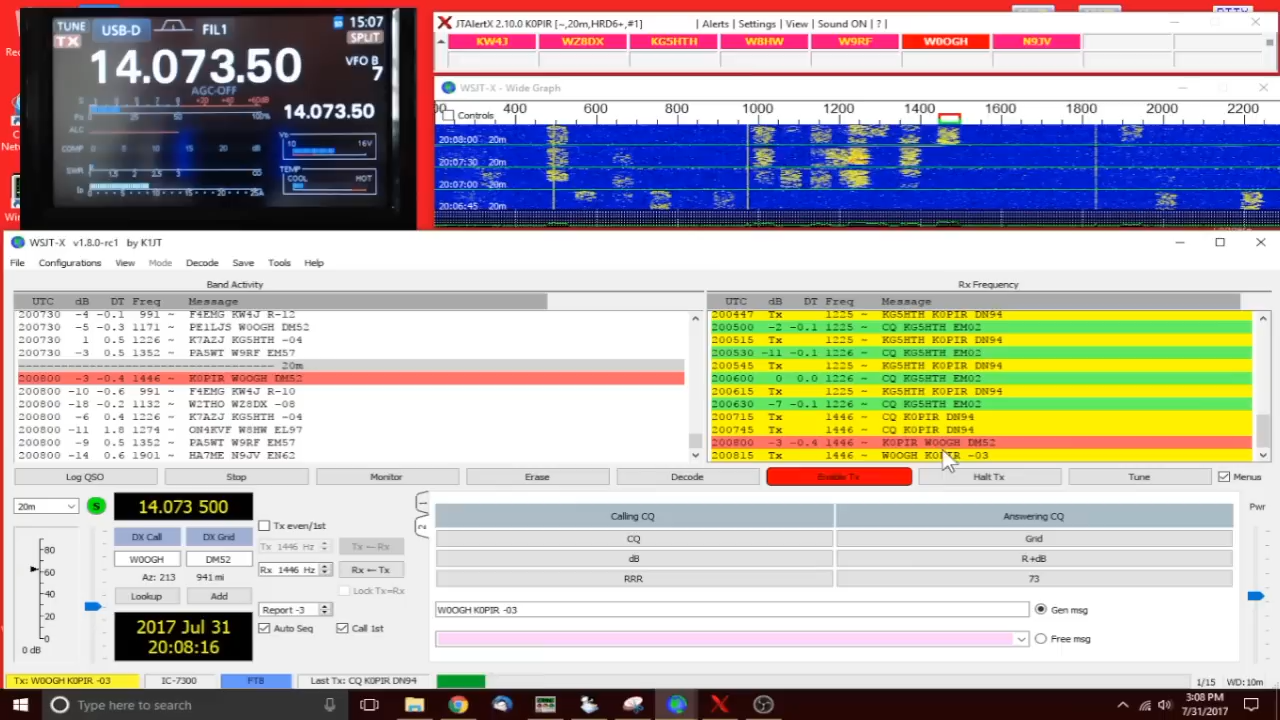 TUNE USB-D FIL1 15:07
TX SPLIT
14.073.50 VFO B 7
AGC-OFF
14.073.50
JTAlertX 2.10.0 K0PIR [~,20m,HRD6+,#1] | Alerts | Settings | View | Sound ON | ? |
KW4J WZ8DX KG5HTH W8HW W9RF W0OGH N9JV
WSJT-X - Wide Graph
Controls 400 600 800 1000 1200 1400 1600 1800 2000 2200
20:08:00 20m
20:07:30 20m
20:07:00 20m
20:06:45 20m
WSJT-X v1.8.0-rc1 by K1JT
File Configurations View Mode Decode Save Tools Help
Band Activity
UTC dB DT Freq Message
200730 -4 -0.1 991 ~ F4EMG KW4J R-12
200730 -5 -0.3 1171 ~ PE1LJS W0OGH DM52
200730 1 0.5 1226 ~ K7AZJ KG5HTH -04
200730 -3 0.5 1352 ~ PA5WT W9RF EM57
20m
200800 -3 -0.4 1446 ~ K0PIR W0OGH DM52
200800 -10 -0.6 991 ~ F4EMG KW4J R-10
200800 -18 -0.2 1132 ~ W2THO WZ8DX -08
200800 -6 0.4 1226 ~ K7AZJ KG5HTH -04
200800 -11 1.8 1274 ~ ON4KVF W8HW EL97
200800 -9 0.5 1352 ~ PA5WT W9RF EM57
200800 -14 0.6 1901 ~ HA7ME N9JV EN62
Rx Frequency
UTC dB DT Freq Message
200447 Tx 1225 ~ KG5HTH K0PIR DN94
200500 -2 -0.1 1226 ~ CQ KG5HTH EM02
200515 Tx 1225 ~ KG5HTH K0PIR DN94
200530 -11 0.1 1226 ~ CQ KG5HTH EM02
200545 Tx 1226 ~ KG5HTH K0PIR DN94
200600 0 0.0 1226 ~ CQ KG5HTH EM02
200615 Tx 1226 ~ KG5HTH K0PIR DN94
200630 -7 -0.1 1226 ~ CQ KG5HTH EM02
200715 Tx 1446 ~ CQ K0PIR DN94
200745 Tx 1446 ~ CQ K0PIR DN94
200800 -3 -0.4 1446 ~ K0PIR W0OGH DM52
200815 Tx 1446 ~ W0OGH K0PIR -03
Log QSO Stop Monitor Erase Decode Enable Tx Halt Tx Tune Menus
20m S 14.073 500
DX Call DX Grid
W0OGH DM52
Az: 213 941 mi
Lookup Add
2017 Jul 31
20:08:16
80
60
40
20
0
0 dB
Tx even/1st
Tx 1446 Hz Tx ← Rx
Rx 1446 Hz Rx ← Tx
Lock Tx=Rx
Report -3
Auto Seq Call 1st
1
2
Calling CQ Answering CQ
CQ Grid
dB R+dB
RRR 73
W0OGH K0PIR -03 Gen msg
Free msg
Pwr
Tx: W0OGH K0PIR -03 IC-7300 FT8 Last Tx: CQ K0PIR DN94 1/15 WD:10m
Type here to search
3:08 PM
7/31/2017